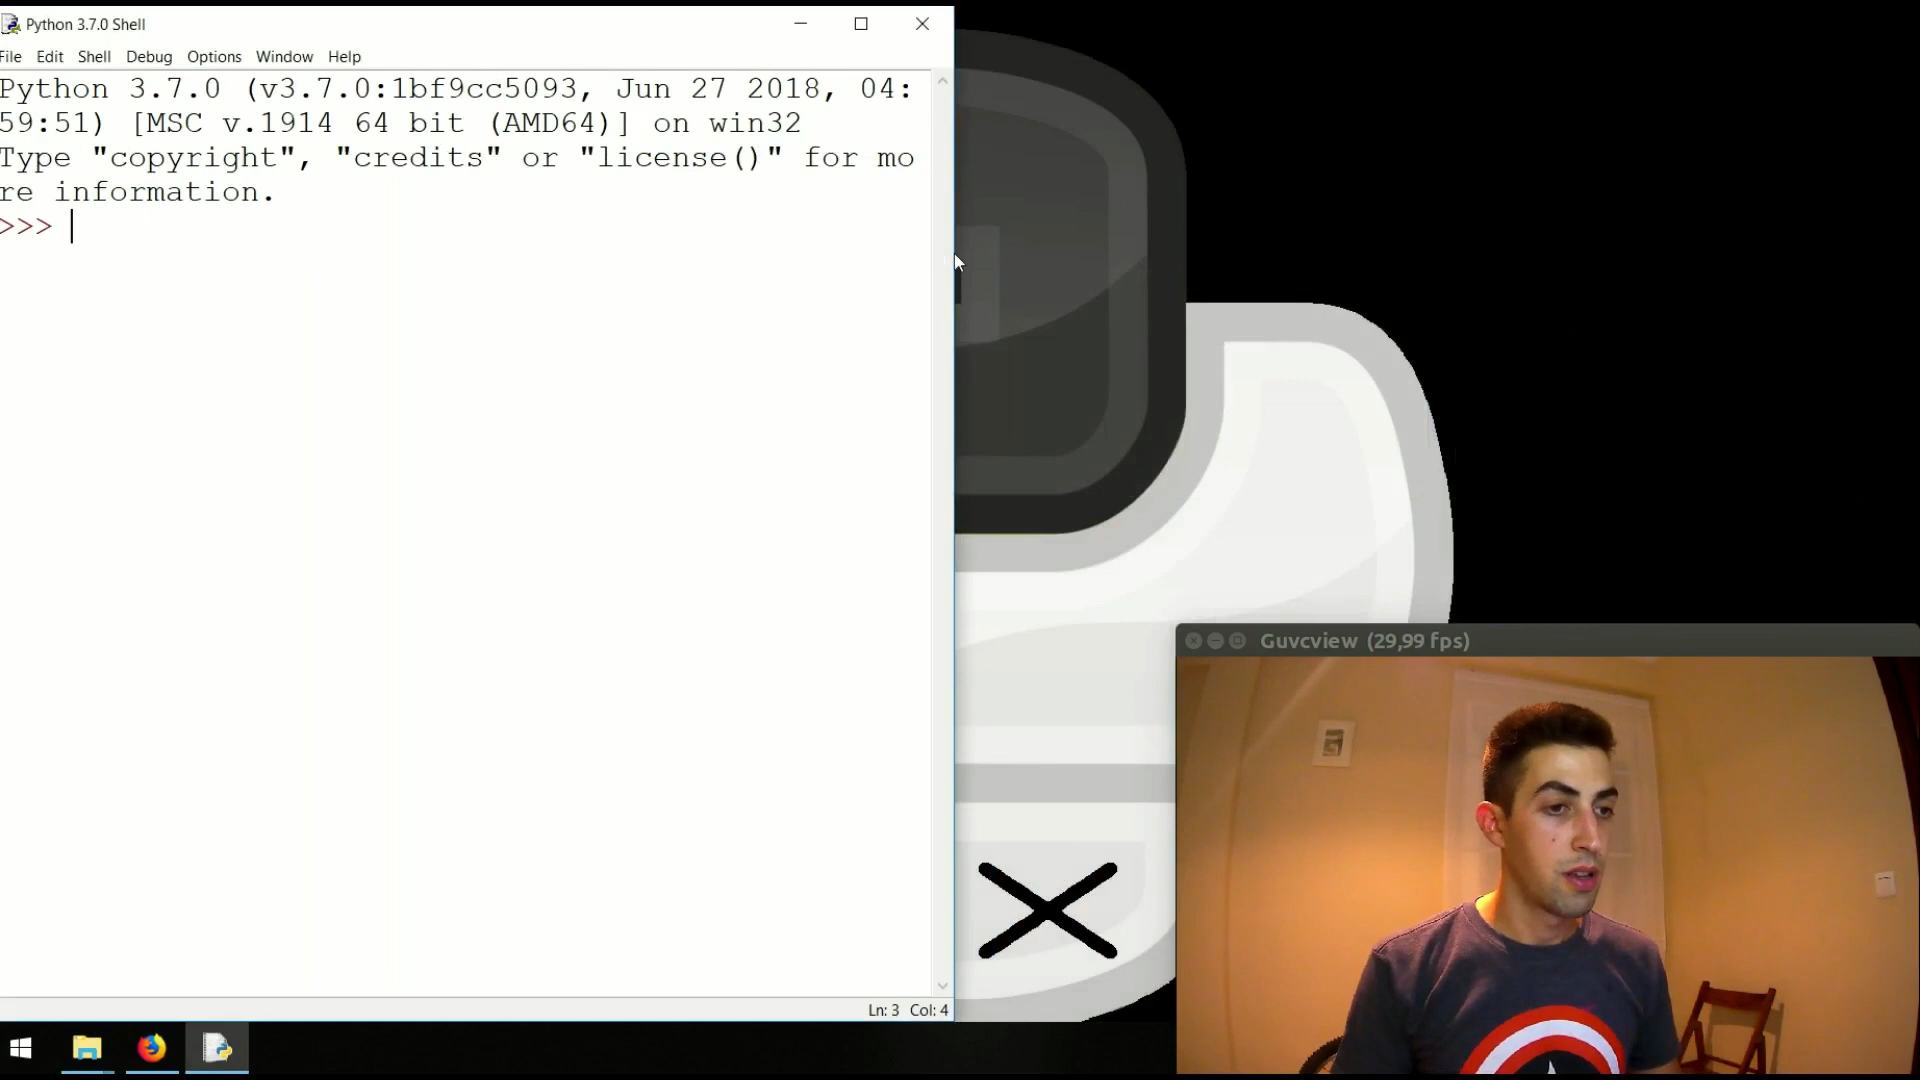 Python 3.7.0 Shell
File Edit Shell Debug Options Window Help
Python 3.7.0 (v3.7.0:1bf9cc5093, Jun 27 2018, 04:
59:51) [MSC v.1914 64 bit (AMD64)] on win32
Type "copyright", "credits" or "license()" for mo
re information.
>>>
Ln: 3 Col: 4
Guvcview (29,99 fps)